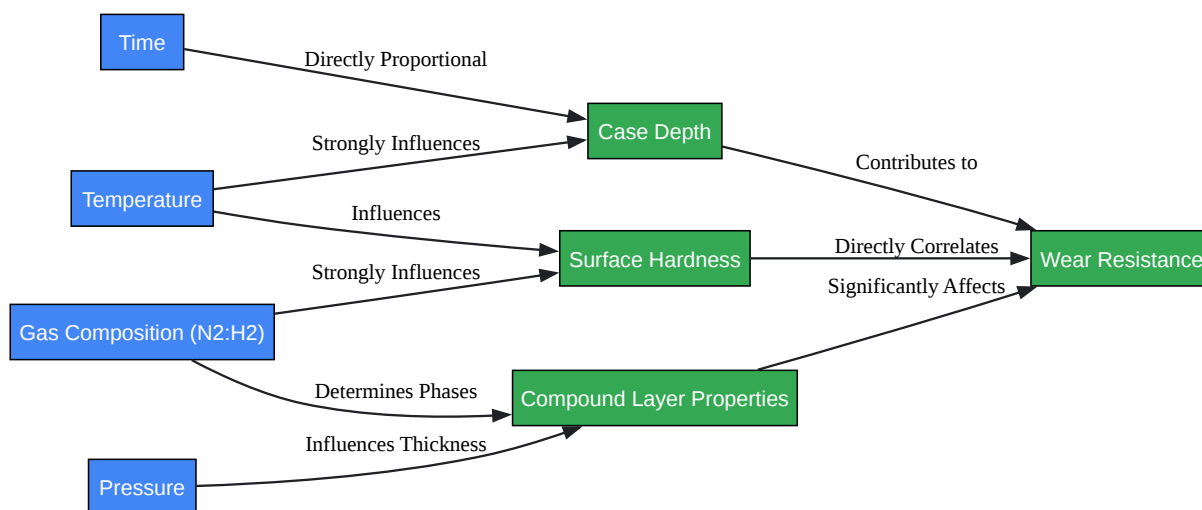 Time
Directly Proportional
Case Depth
Strongly Influences
Contributes to
Temperature
Influences
Surface Hardness
Directly Correlates
Wear Resistance
Strongly Influences
Significantly Affects
Gas Composition (N2:H2)
Determines Phases
Compound Layer Properties
Influences Thickness
Pressure